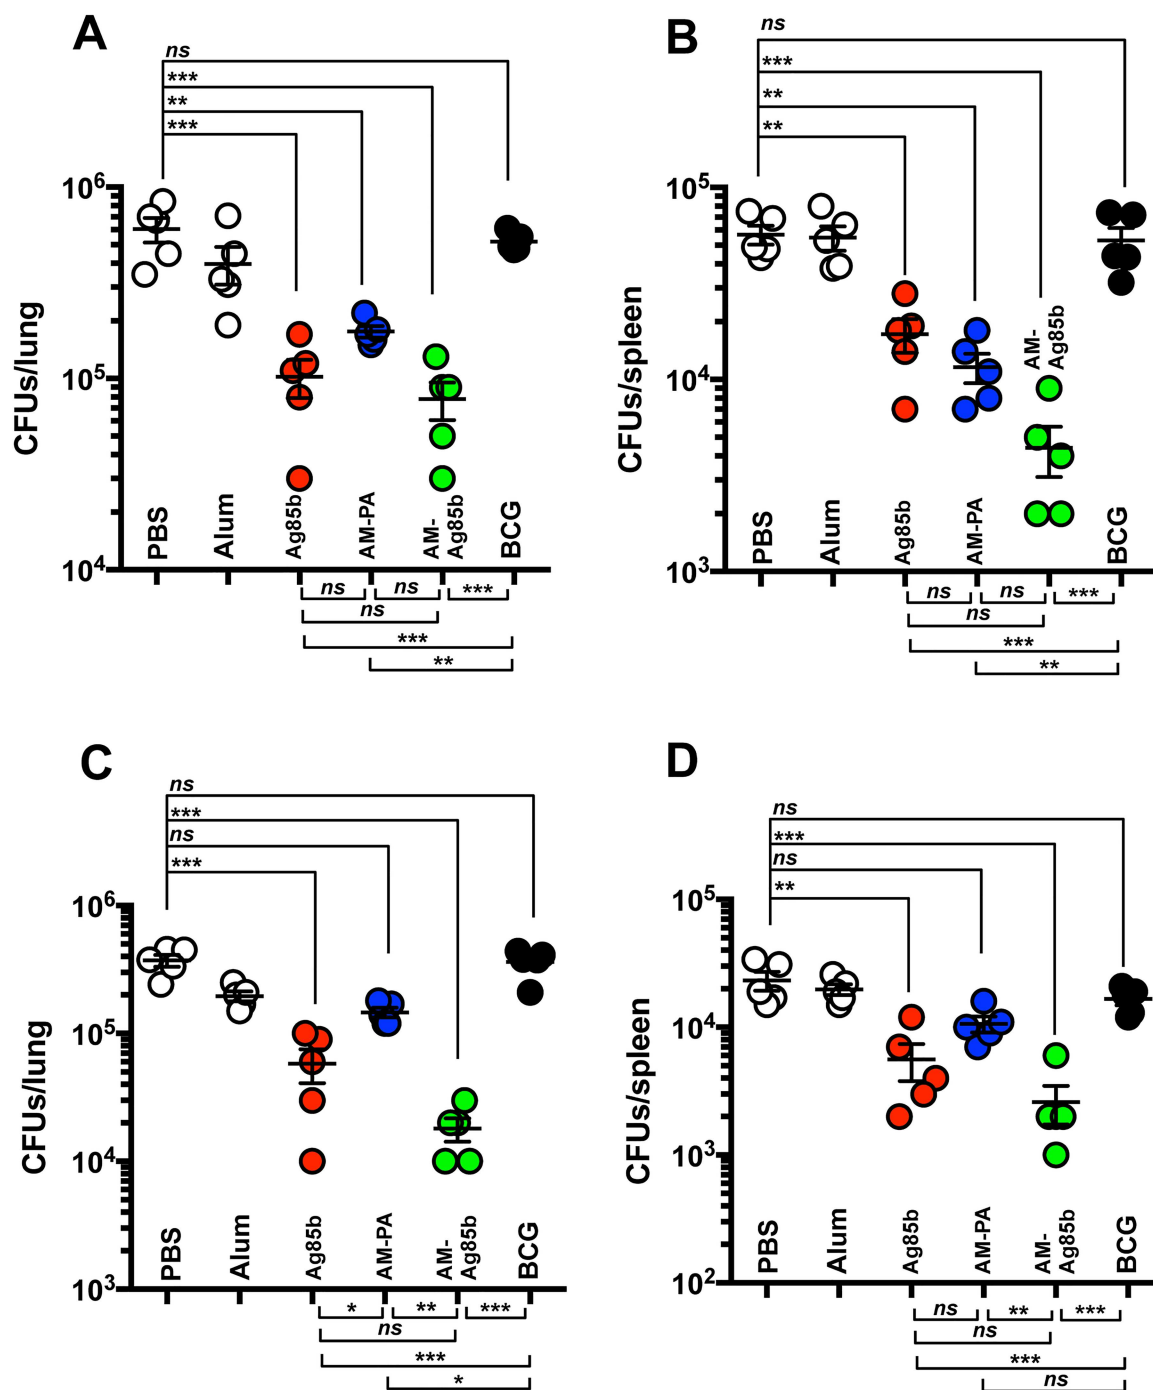 A
ns
***
**
***
10^6
10^5
10^4
CFUs/lung
PBS
Alum
Ag85b
AM-PA
AM-
Ag85b
BCG
ns ns ***
ns
***
**
B
ns
***
**
**
10^5
10^4
10^3
CFUs/spleen
PBS
Alum
Ag85b
AM-PA
AM-
Ag85b
BCG
ns ns ***
ns
***
**
C
ns
***
ns
***
10^6
10^5
10^4
10^3
CFUs/lung
PBS
Alum
Ag85b
AM-PA
AM-
Ag85b
BCG
* ** ***
ns
***
*
D
ns
***
ns
**
10^5
10^4
10^3
10^2
CFUs/spleen
PBS
Alum
Ag85b
AM-PA
AM-
Ag85b
BCG
ns ** ***
ns
***
ns